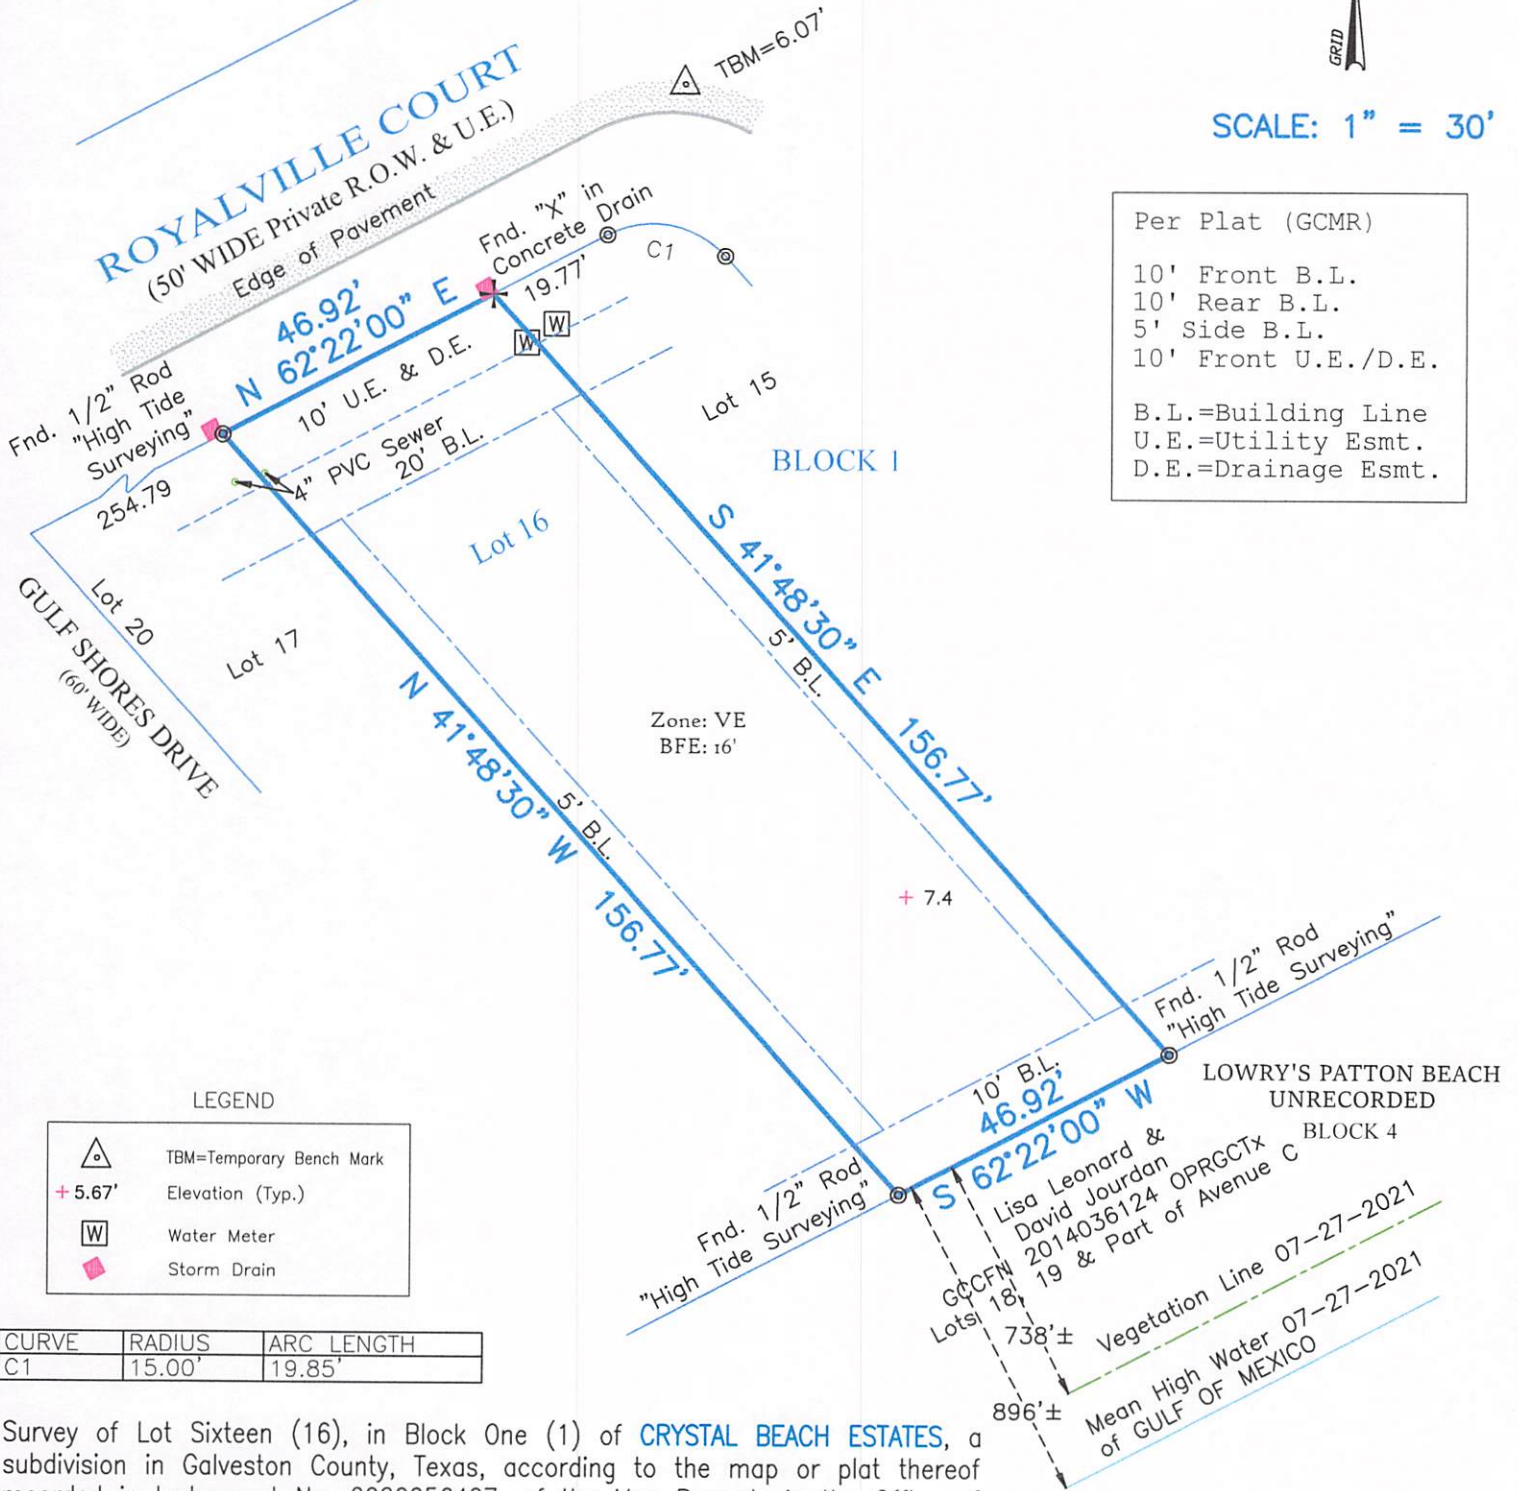 GRID
SCALE: 1" = 30'
TBM=6.07'
ROYALVILLE COURT
(50' WIDE Private R.O.W. & U.E.)
Edge of Pavement
Per Plat (GCMR)
10' Front B.L.
10' Rear B.L.
5' Side B.L.
10' Front U.E./D.E.
B.L.=Building Line
U.E.=Utility Esmt.
D.E.=Drainage Esmt.
Fnd. "X" in
Concrete Drain
19.77'
C1
46.92'
N 62°22'00" E
10' U.E. & D.E.
W
W
Fnd. 1/2" Rod
"High Tide
Surveying"
254.79
4" PVC Sewer
20' B.L.
Lot 15
BLOCK 1
Lot 16
Lot 20
GULF SHORES DRIVE
(60' WIDE)
Lot 17
S 41°48'30" E 156.77'
5' B.L.
Zone: VE
BFE: 16'
N 41°48'30" W 156.77'
5' B.L.
+ 7.4
Fnd. 1/2" Rod
"High Tide Surveying"
10' B.L.
46.92'
S 62°22'00" W
LOWRY'S PATTON BEACH
UNRECORDED
BLOCK 4
Fnd. 1/2" Rod
"High Tide Surveying"
Lisa Leonard &
David Jourdan
GCCFN 2014036124 OPRGCTx
Lots 18, 19 & Part of Avenue C
738'±
Vegetation Line 07-27-2021
896'±
Mean High Water 07-27-2021
of GULF OF MEXICO
LEGEND
TBM=Temporary Bench Mark
+ 5.67' Elevation (Typ.)
W Water Meter
Storm Drain
CURVE RADIUS ARC LENGTH
C1 15.00' 19.85'
Survey of Lot Sixteen (16), in Block One (1) of CRYSTAL BEACH ESTATES, a
subdivision in Galveston County, Texas, according to the map or plat thereof